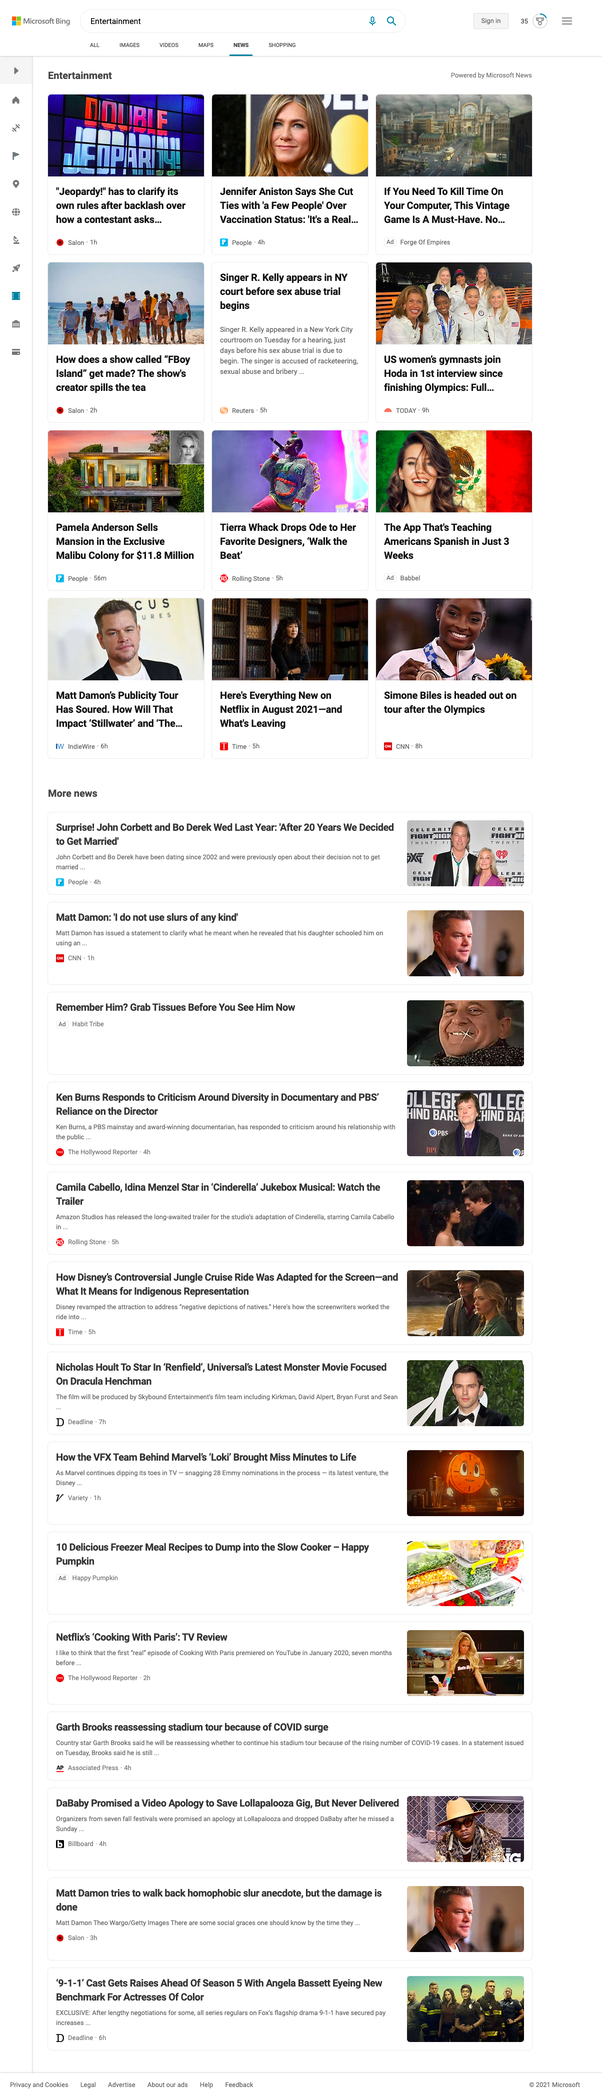 Microsoft Bing
Entertainment
Sign in
35
ALL IMAGES VIDEOS MAPS NEWS SHOPPING
Entertainment
Powered by Microsoft News
DOUBLE
JEOPARDY!
"Jeopardy!" has to clarify its
own rules after backlash over
how a contestant asks...
Salon · 1h
Jennifer Aniston Says She Cut
Ties with 'a Few People' Over
Vaccination Status: 'It's a Real...
People · 4h
If You Need To Kill Time On
Your Computer, This Vintage
Game Is A Must-Have. No...
Ad Forge Of Empires
How does a show called “FBoy
Island” get made? The show's
creator spills the tea
Salon · 2h
Singer R. Kelly appears in NY
court before sex abuse trial
begins
Singer R. Kelly appeared in a New York City
courtroom on Tuesday for a hearing, just
days before his sex abuse trial is due to
begin. The singer is accused of racketeering,
sexual abuse and bribery ...
Reuters · 5h
US women’s gymnasts join
Hoda in 1st interview since
finishing Olympics: Full...
TODAY · 9h
Pamela Anderson Sells
Mansion in the Exclusive
Malibu Colony for $11.8 Million
People · 56m
Tierra Whack Drops Ode to Her
Favorite Designers, ‘Walk the
Beat’
Rolling Stone · 5h
The App That's Teaching
Americans Spanish in Just 3
Weeks
Ad Babbel
CUS
URES
Matt Damon’s Publicity Tour
Has Soured. How Will That
Impact ‘Stillwater’ and ‘The...
IndieWire · 6h
Here's Everything New on
Netflix in August 2021—and
What's Leaving
Time · 5h
Simone Biles is headed out on
tour after the Olympics
CNN · 8h
More news
Surprise! John Corbett and Bo Derek Wed Last Year: 'After 20 Years We Decided
to Get Married'
John Corbett and Bo Derek have been dating since 2002 and were previously open about their decision not to get
married ...
People · 4h
Matt Damon: 'I do not use slurs of any kind'
Matt Damon has issued a statement to clarify what he meant when he revealed that his daughter schooled him on
using an ...
CNN · 1h
Remember Him? Grab Tissues Before You See Him Now
Ad Habit Tribe
Ken Burns Responds to Criticism Around Diversity in Documentary and PBS’
Reliance on the Director
Ken Burns, a PBS mainstay and award-winning documentarian, has responded to criticism around his relationship with
the public ...
The Hollywood Reporter · 4h
OLLEGE COLLEG
HIND BARS EHIND BAR
PBS
Camila Cabello, Idina Menzel Star in ‘Cinderella’ Jukebox Musical: Watch the
Trailer
Amazon Studios has released the long-awaited trailer for the studio's adaptation of Cinderella, starring Camila Cabello
in ...
Rolling Stone · 5h
How Disney’s Controversial Jungle Cruise Ride Was Adapted for the Screen—and
What It Means for Indigenous Representation
Disney revamped the attraction to address “negative depictions of natives.” Here's how the screenwriters worked the
ride into ...
Time · 5h
Nicholas Hoult To Star In ‘Renfield’, Universal’s Latest Monster Movie Focused
On Dracula Henchman
The film will be produced by Skybound Entertainment's film team including Kirkman, David Alpert, Bryan Furst and Sean
...
Deadline · 7h
How the VFX Team Behind Marvel’s ‘Loki’ Brought Miss Minutes to Life
As Marvel continues dipping its toes in TV — snagging 28 Emmy nominations in the process — its latest venture, the
Disney ...
Variety · 1h
10 Delicious Freezer Meal Recipes to Dump into the Slow Cooker – Happy
Pumpkin
Ad Happy Pumpkin
Netflix’s ‘Cooking With Paris’: TV Review
I like to think that the first “real” episode of Cooking With Paris premiered on YouTube in January 2020, seven months
before ...
The Hollywood Reporter · 2h
Garth Brooks reassessing stadium tour because of COVID surge
Country star Garth Brooks said he will be reassessing whether to continue his stadium tour because of the rising number of COVID-19 cases. In a statement issued
on Tuesday, Brooks said he is still ...
Associated Press · 4h
DaBaby Promised a Video Apology to Save Lollapalooza Gig, But Never Delivered
Organizers from seven fall festivals were promised an apology at Lollapalooza and dropped DaBaby after he missed a
Sunday ...
Billboard · 4h
Matt Damon tries to walk back homophobic slur anecdote, but the damage is
done
Matt Damon Theo Wargo/Getty Images There are some social graces one should know by the time they ...
Salon · 3h
‘9-1-1’ Cast Gets Raises Ahead Of Season 5 With Angela Bassett Eyeing New
Benchmark For Actresses Of Color
EXCLUSIVE: After lengthy negotiations for some, all series regulars on Fox's flagship drama 9-1-1 have secured pay
increases ...
Deadline · 6h
Privacy and Cookies Legal Advertise About our ads Help Feedback
© 2021 Microsoft